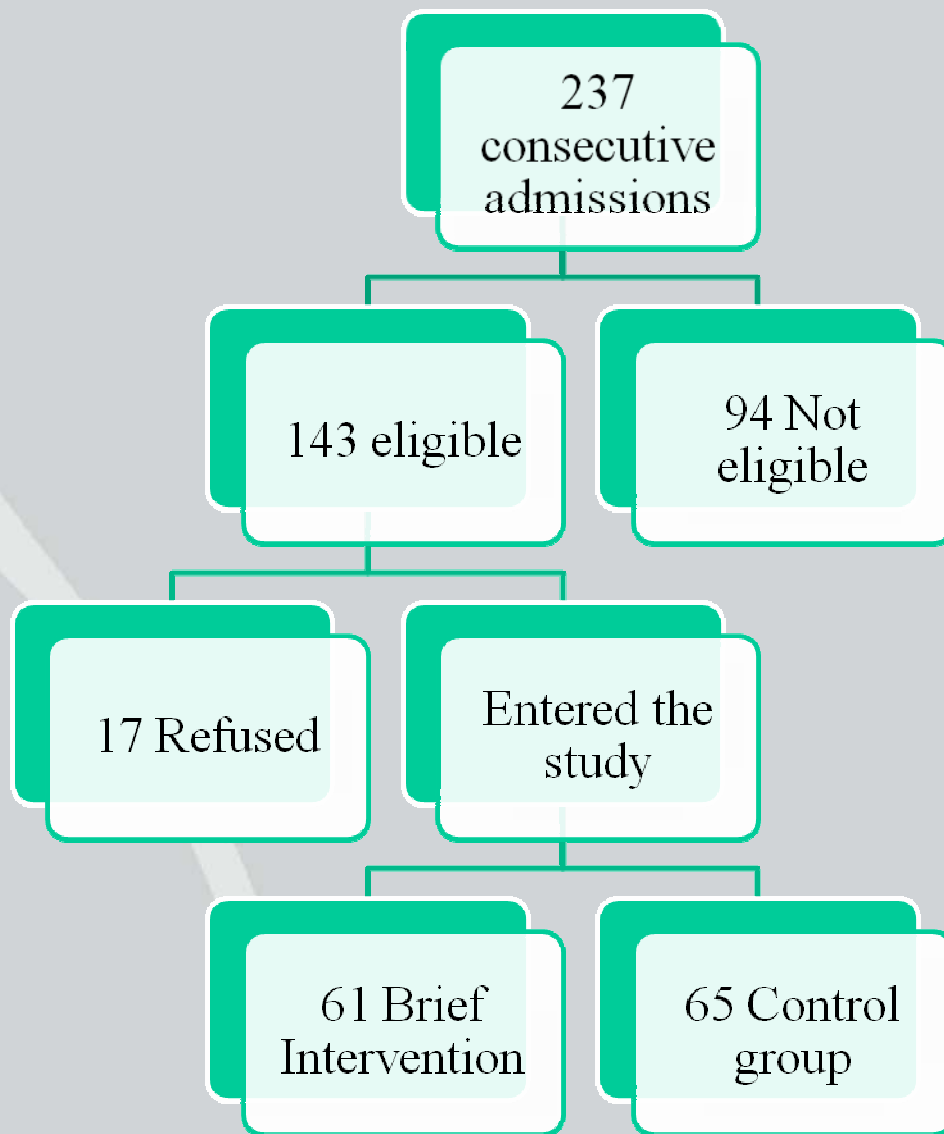 237
consecutive
admissions
143 eligible
94 Not
eligible
17 Refused
Entered the
study
61 Brief
Intervention
65 Control
group